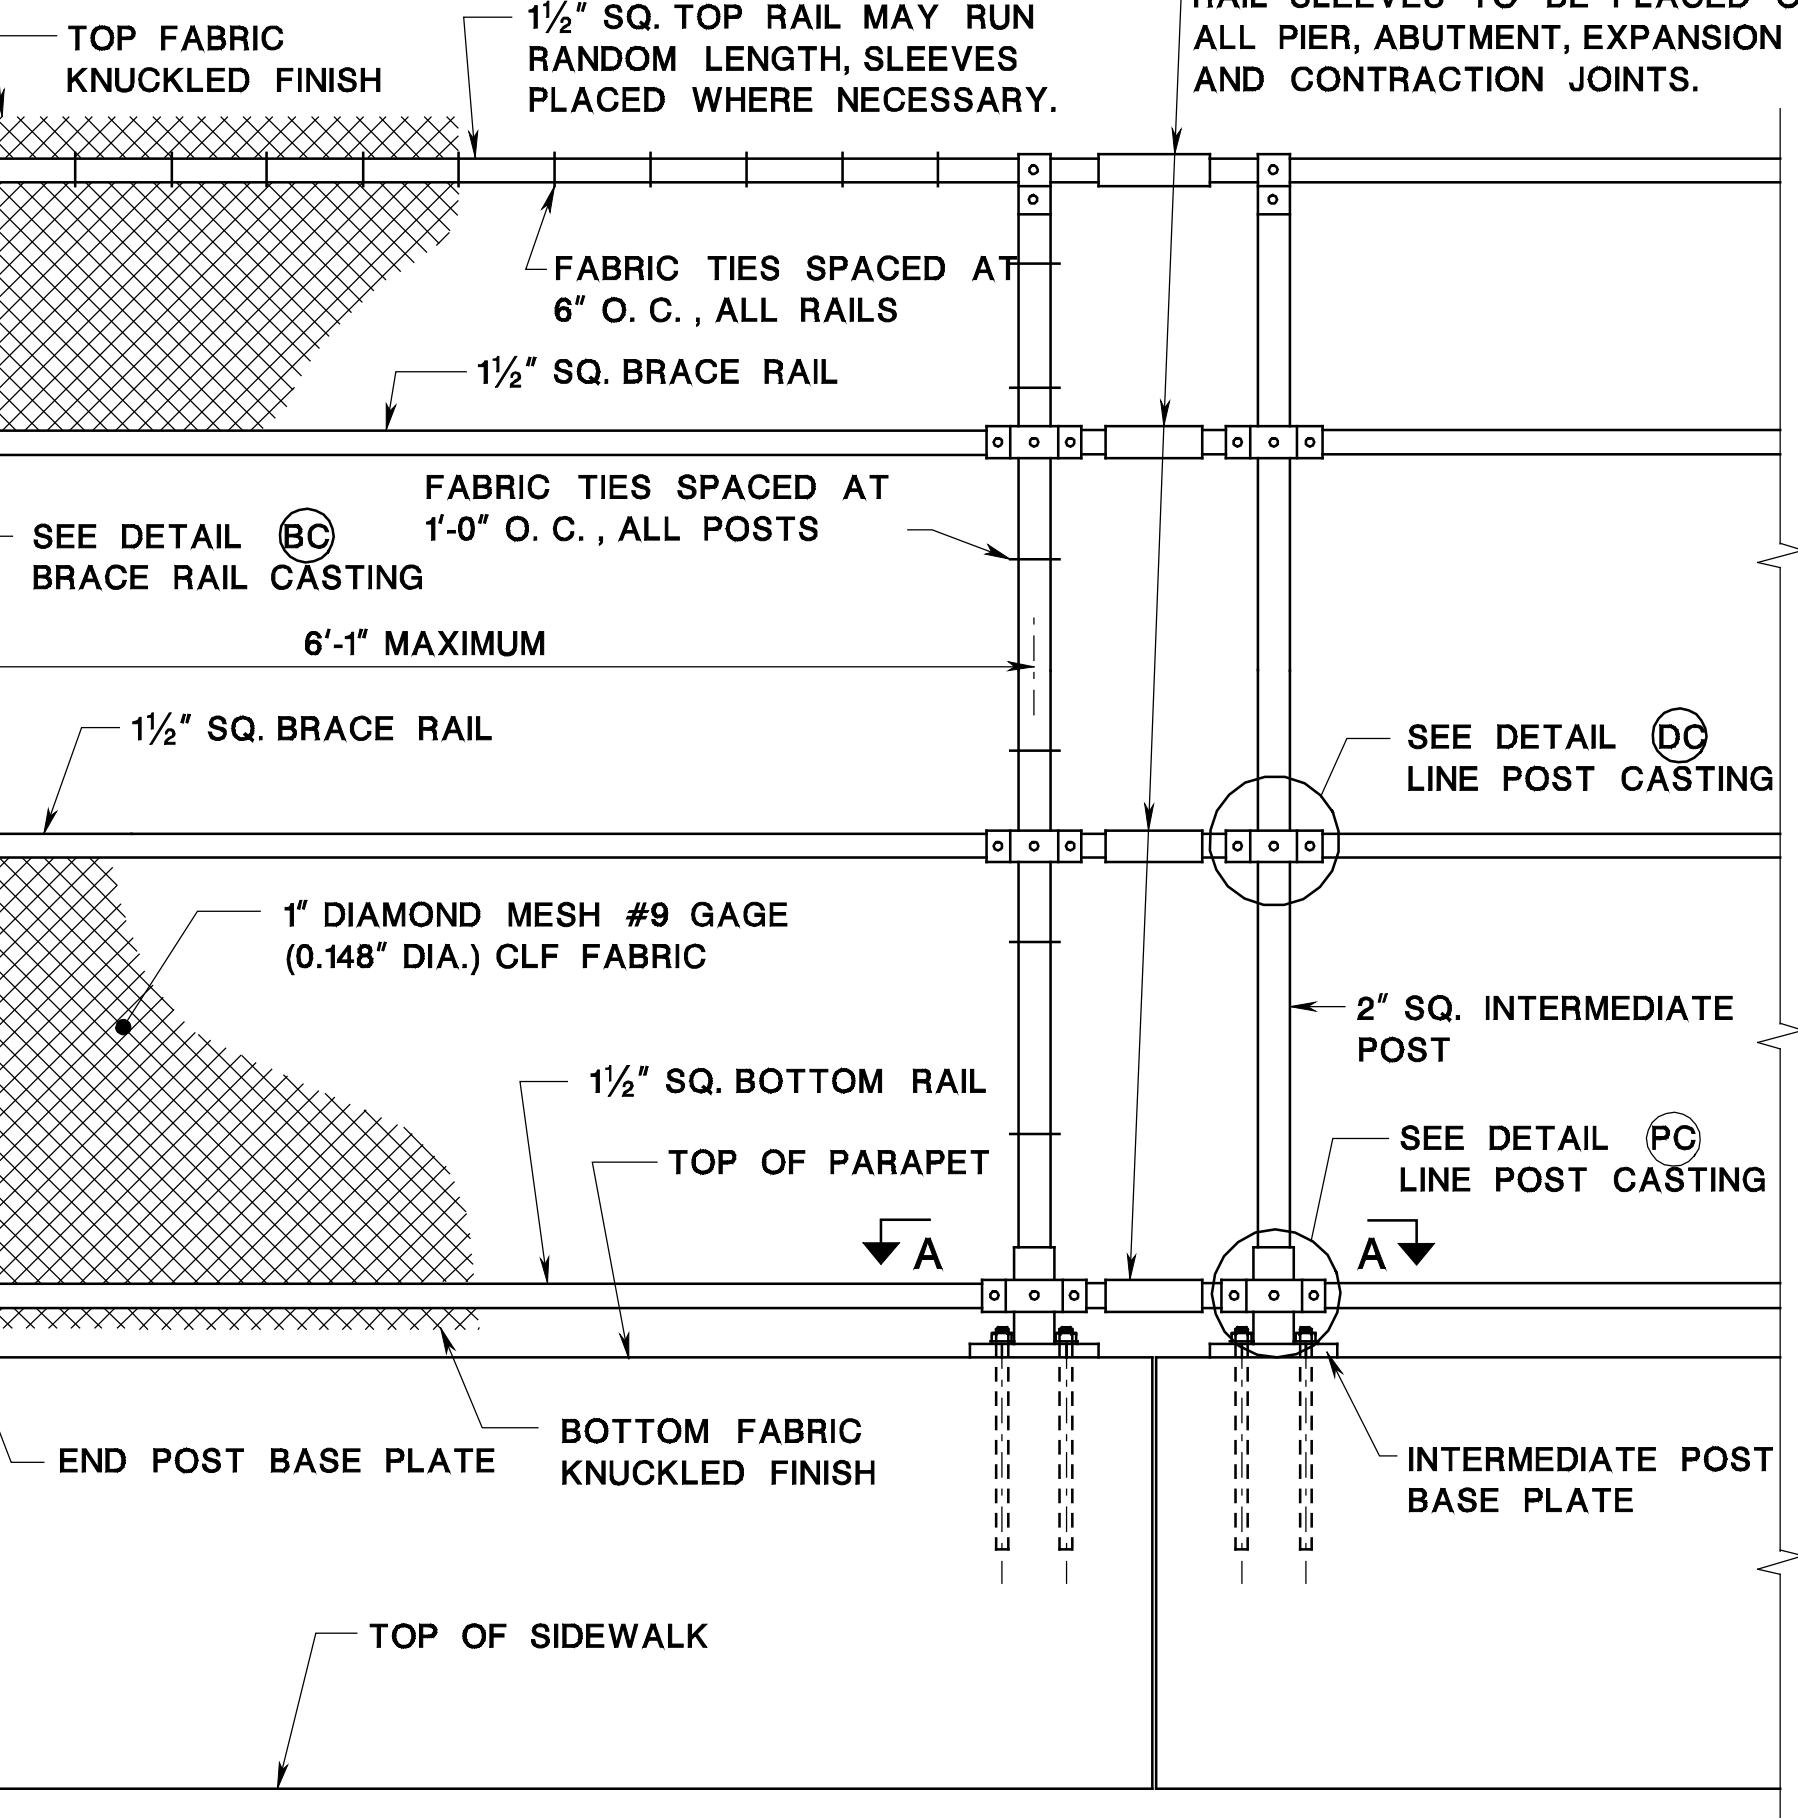 TOP FABRIC
KNUCKLED FINISH
1½" SQ. TOP RAIL MAY RUN
RANDOM LENGTH, SLEEVES
PLACED WHERE NECESSARY.
RAIL SLEEVES TO BE PLACED
ALL PIER, ABUTMENT, EXPANSION
AND CONTRACTION JOINTS.
FABRIC TIES SPACED AT
6" O. C. , ALL RAILS
1½" SQ. BRACE RAIL
FABRIC TIES SPACED AT
1'-0" O. C. , ALL POSTS
SEE DETAIL BC
BRACE RAIL CASTING
6'-1" MAXIMUM
1½" SQ. BRACE RAIL
SEE DETAIL DC
LINE POST CASTING
1" DIAMOND MESH #9 GAGE
(0.148" DIA.) CLF FABRIC
2" SQ. INTERMEDIATE
POST
1½" SQ. BOTTOM RAIL
TOP OF PARAPET
SEE DETAIL PC
LINE POST CASTING
A
A
BOTTOM FABRIC
KNUCKLED FINISH
END POST BASE PLATE
INTERMEDIATE POST
BASE PLATE
TOP OF SIDEWALK